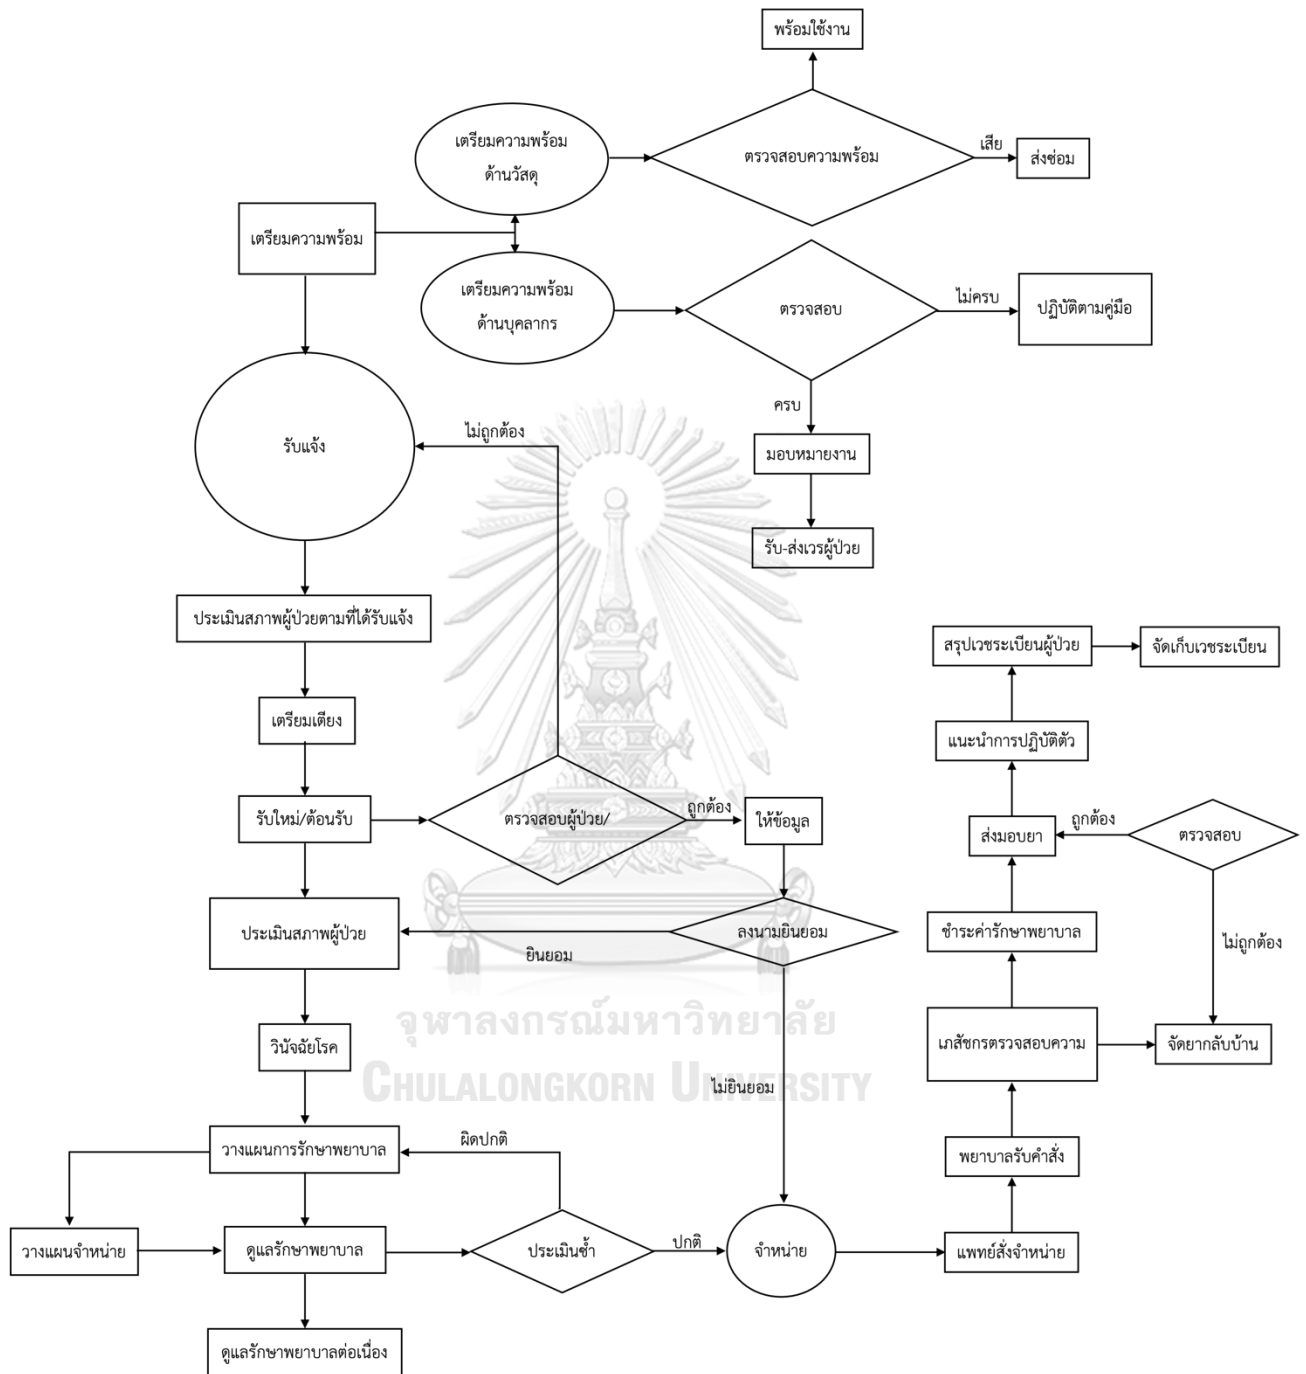 พร้อมใช้งาน
เตรียมความพร้อม
ด้านวัสดุ
ตรวจสอบความพร้อม
เสีย
ส่งซ่อม
เตรียมความพร้อม
เตรียมความพร้อม
ด้านบุคลากร
ตรวจสอบ
ไม่ครบ
ปฏิบัติตามคู่มือ
ครบ
มอบหมายงาน
รับ-ส่งเวรผู้ป่วย
รับแจ้ง
ไม่ถูกต้อง
ประเมินสภาพผู้ป่วยตามที่ได้รับแจ้ง
เตรียมเตียง
รับใหม่/ต้อนรับ
ตรวจสอบผู้ป่วย/
ถูกต้อง
ให้ข้อมูล
ประเมินสภาพผู้ป่วย
ยินยอม
ลงนามยินยอม
วินัจฉัยโรค
ไม่ยินยอม
วางแผนการรักษาพยาบาล
ผิดปกติ
วางแผนจำหน่าย
ดูแลรักษาพยาบาล
ประเมินซ้ำ
ปกติ
จำหน่าย
แพทย์สั่งจำหน่าย
ดูแลรักษาพยาบาลต่อเนื่อง
สรุปเวชระเบียนผู้ป่วย
จัดเก็บเวชระเบียน
แนะนำการปฏิบัติตัว
ส่งมอบยา
ถูกต้อง
ตรวจสอบ
ชำระค่ารักษาพยาบาล
ไม่ถูกต้อง
เภสัชกรตรวจสอบความ
จัดยากลับบ้าน
พยาบาลรับคำสั่ง
จุฬาลงกรณ์มหาวิทยาลัย
CHULALONGKORN UNIVERSITY